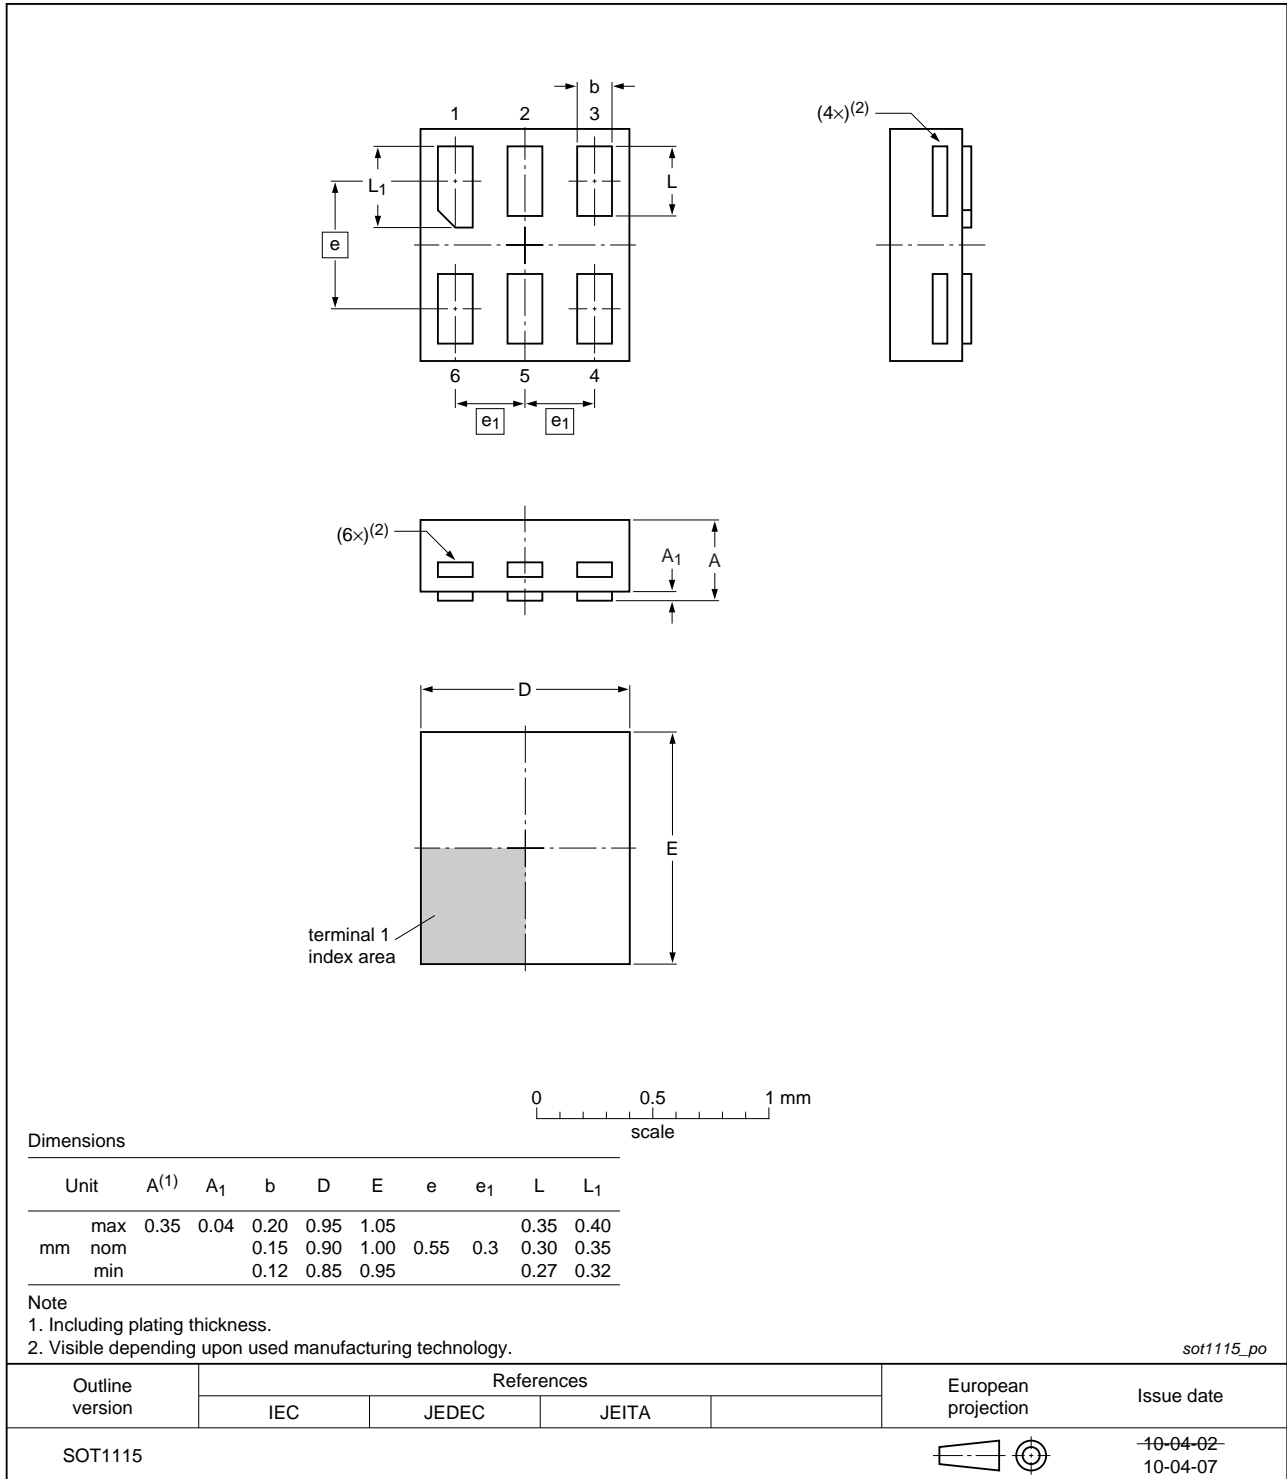 b
1 2 3
(4×)(2)
L1
L
e
6 5 4
e1 e1
(6×)(2)
A1 A
D
E
terminal 1
index area
0 0.5 1 mm
scale
Dimensions
Unit A(1) A1 b D E e e1 L L1
max 0.35 0.04 0.20 0.95 1.05 0.35 0.40
mm nom 0.15 0.90 1.00 0.55 0.3 0.30 0.35
min 0.12 0.85 0.95 0.27 0.32
Note
1. Including plating thickness.
2. Visible depending upon used manufacturing technology.
sot1115_po
Outline
version
References
IEC JEDEC JEITA
European
projection
Issue date
SOT1115
10-04-02
10-04-07